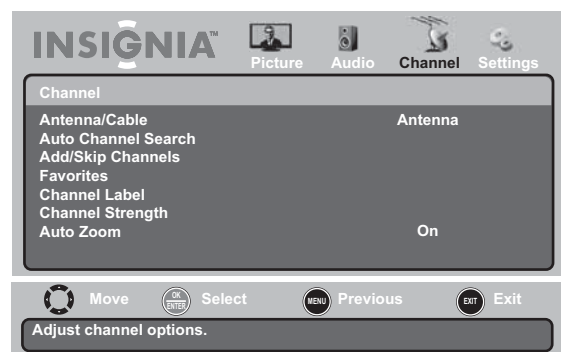 INSIGNIA™
Picture Audio Channel Settings
Channel
Antenna/Cable Antenna
Auto Channel Search
Add/Skip Channels
Favorites
Channel Label
Channel Strength
Auto Zoom On
Move OK ENTER Select MENU Previous EXIT Exit
Adjust channel options.